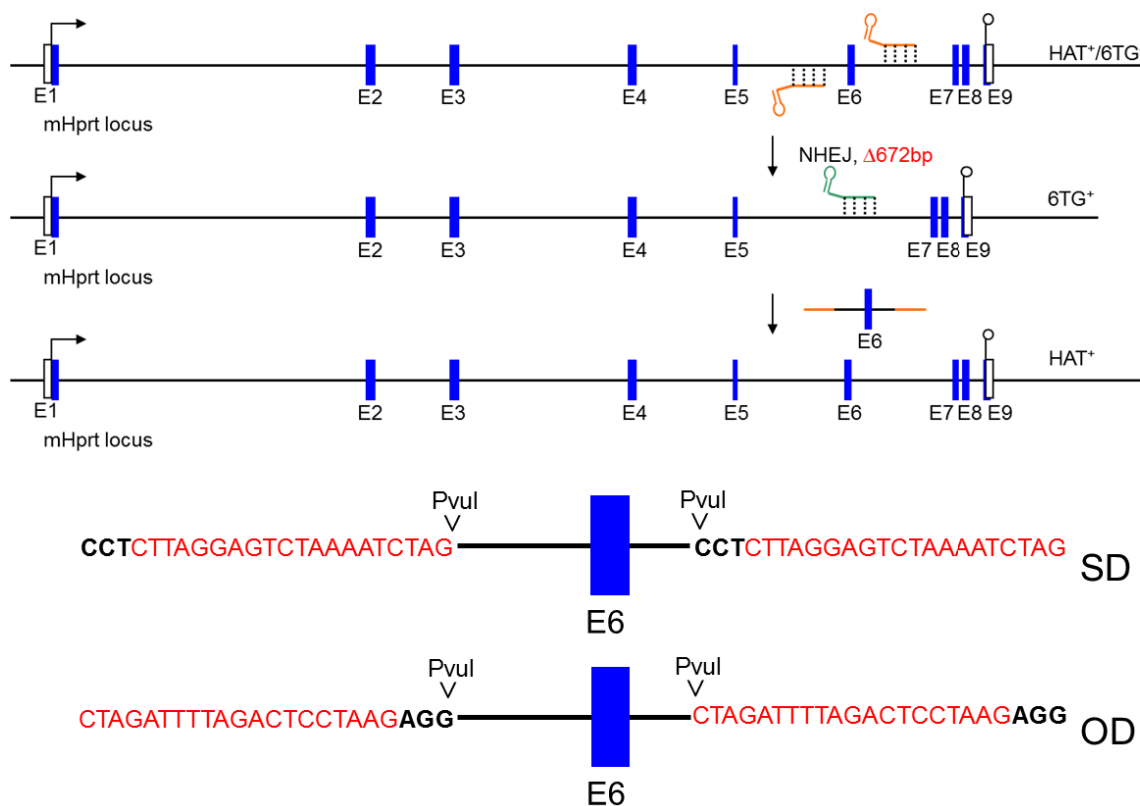 HAT⁺/6TG
E1 E2 E3 E4 E5 E6 E7 E8 E9
mHprt locus
NHEJ, Δ672bp
6TG⁺
E1 E2 E3 E4 E5 E7 E8 E9
mHprt locus
E6
HAT⁺
E1 E2 E3 E4 E5 E6 E7 E8 E9
mHprt locus
PvuI PvuI
CCTCTTAGGAGTCTAAAATCTAG CCTCTTAGGAGTCTAAAATCTAG SD
E6
PvuI PvuI
CTAGATTTTAGACTCCTAAGAGG CTAGATTTTAGACTCCTAAGAGG OD
E6